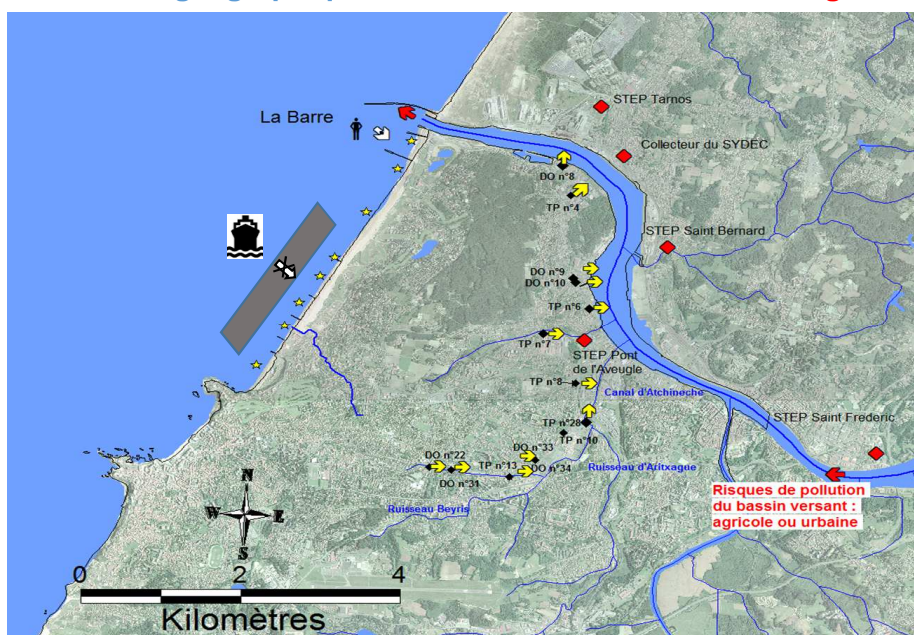 La Barre
STEP Tarnos
Collecteur du SYDEC
DO n°8
TP n°4
STEP Saint Bernard
DO n°9
DO n°10
TP n°6
TP n°7
STEP Pont
de l'Aveugle
TP n°8
Canal d'Atchinèche
TP n°28
TP n°10
STEP Saint Frédéric
DO n°33
DO n°22
TP n°13
DO n°34
DO n°31
Ruisseau d'Aritxague
Ruisseau Beyris
Risques de pollution
du bassin versant :
agricole ou urbaine
N
W
E
S
0
2
4
Kilomètres